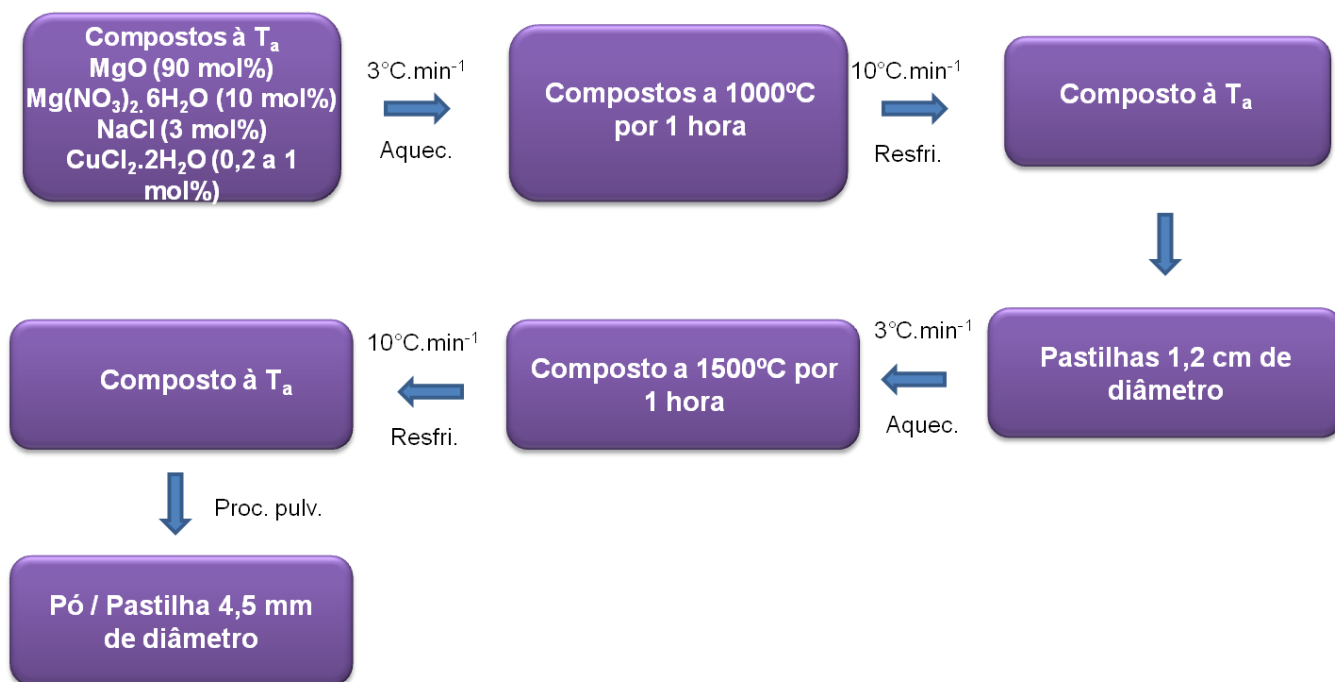 Compostos à Tₐ
MgO (90 mol%)
Mg(NO₃)₂.6H₂O (10 mol%)
NaCl (3 mol%)
CuCl₂.2H₂O (0,2 a 1
mol%)
3°C.min⁻¹
Aquec.
Compostos a 1000ºC
por 1 hora
10°C.min⁻¹
Resfri.
Composto à Tₐ
Pastilhas 1,2 cm de
diâmetro
3°C.min⁻¹
Aquec.
Composto a 1500ºC por
1 hora
10°C.min⁻¹
Resfri.
Composto à Tₐ
Proc. pulv.
Pó / Pastilha 4,5 mm
de diâmetro